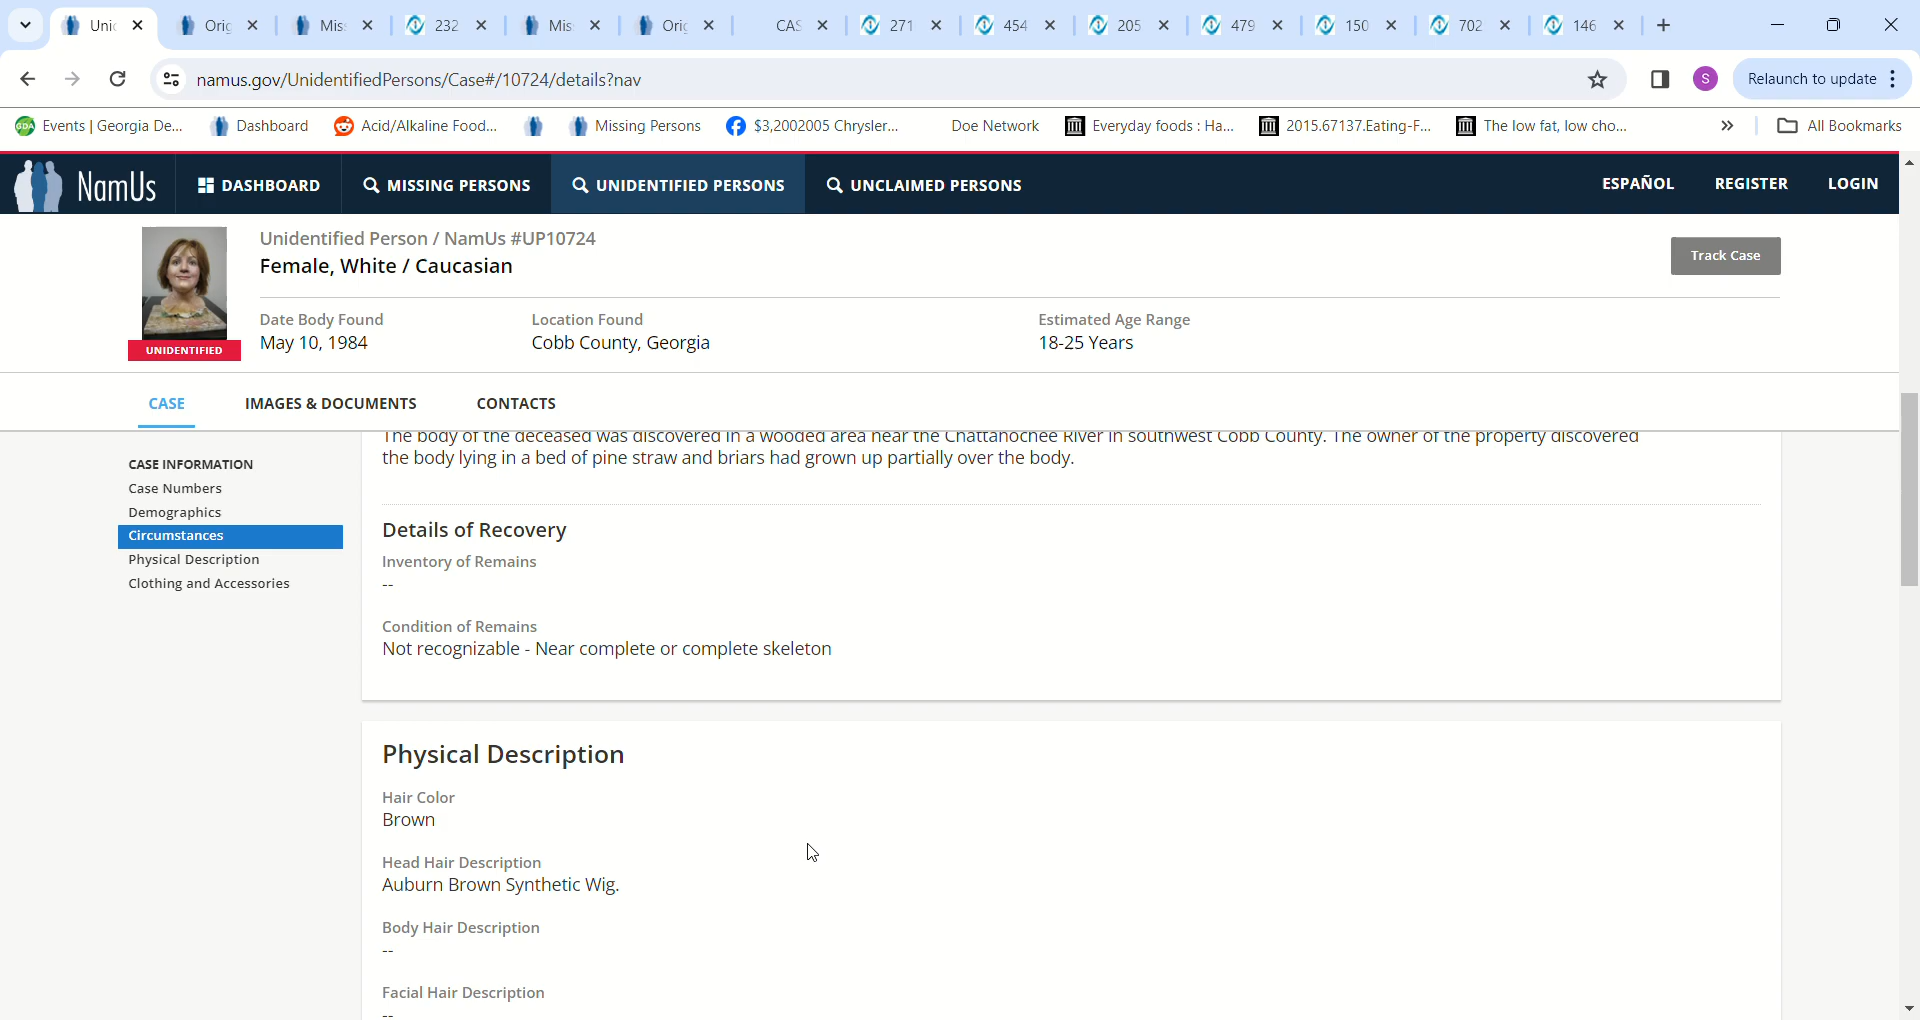 Unic
Orig
Miss
232
Mis
Orig
CAS
271
454
205
479
150
702
146
namus.gov/UnidentifiedPersons/Case#/10724/details?nav
S
Relaunch to update
GDA
Events | Georgia De...
Dashboard
Acid/Alkaline Food...
Missing Persons
$3,2002005 Chrysler...
Doe Network
Everyday foods : Ha...
2015.67137.Eating-F...
The low fat, low cho...
»
All Bookmarks
NamUs
DASHBOARD
MISSING PERSONS
UNIDENTIFIED PERSONS
UNCLAIMED PERSONS
ESPAÑOL
REGISTER
LOGIN
UNIDENTIFIED
Unidentified Person / NamUs #UP10724
Female, White / Caucasian
Track Case
Date Body Found
May 10, 1984
Location Found
Cobb County, Georgia
Estimated Age Range
18-25 Years
CASE
IMAGES & DOCUMENTS
CONTACTS
CASE INFORMATION
Case Numbers
Demographics
Circumstances
Physical Description
Clothing and Accessories
The body of the deceased was discovered in a wooded area near the Chattahochee River in southwest Cobb County. The owner of the property discovered
the body lying in a bed of pine straw and briars had grown up partially over the body.
Details of Recovery
Inventory of Remains
--
Condition of Remains
Not recognizable - Near complete or complete skeleton
Physical Description
Hair Color
Brown
Head Hair Description
Auburn Brown Synthetic Wig.
Body Hair Description
--
Facial Hair Description
--